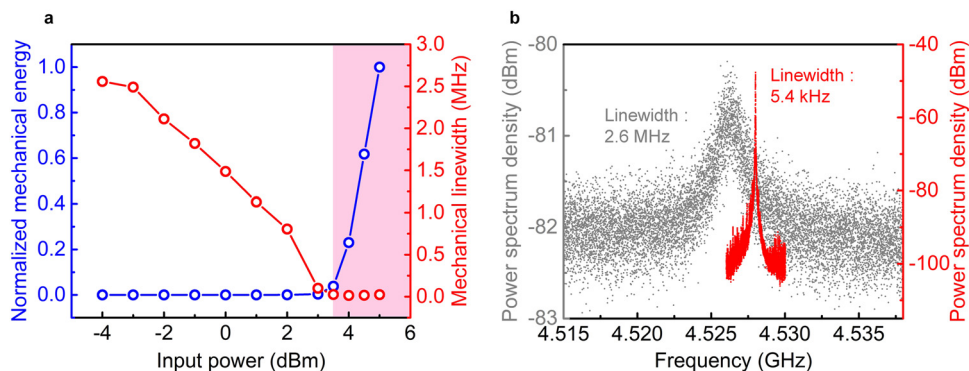 a
Normalized mechanical energy
1.0
0.8
0.6
0.4
0.2
0.0
-4
-2
0
2
4
6
Input power (dBm)
3.0
2.5
2.0
1.5
1.0
0.5
0.0
Mechanical linewidth (MHz)
b
Power spectrum density (dBm)
-80
-81
-82
-83
Linewidth :
2.6 MHz
Linewidth :
5.4 kHz
4.515
4.520
4.525
4.530
4.535
Frequency (GHz)
-40
-60
-80
-100
Power spectrum density (dBm)